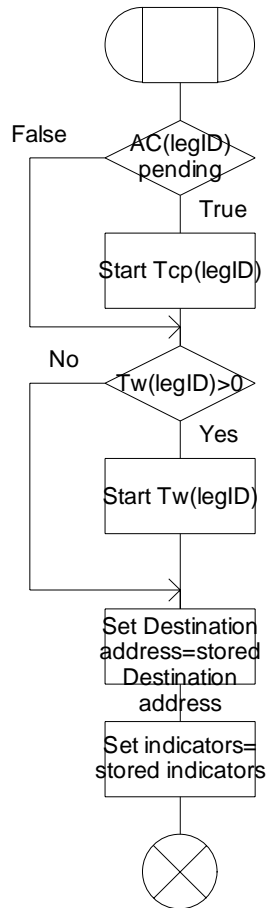 False
AC(legID)
pending
True
Start Tcp(legID)
No
Tw(legID)>0
Yes
Start Tw(legID)
Set Destination
address=stored
Destination
address
Set indicators=
stored indicators